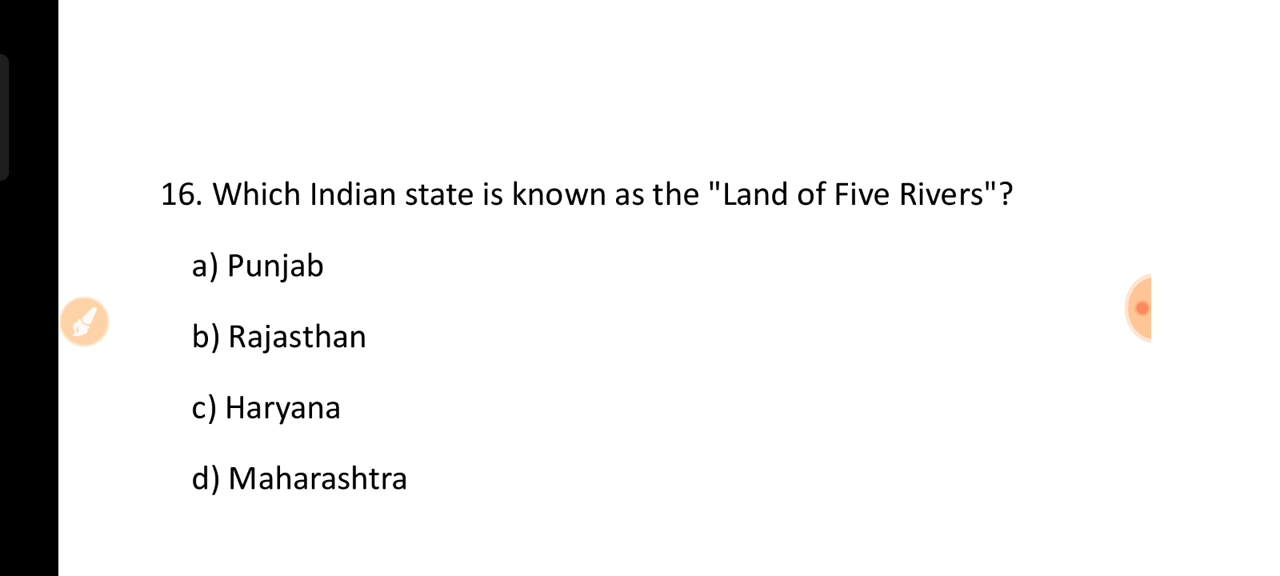 16. Which Indian state is known as the "Land of Five Rivers"?
a) Punjab
b) Rajasthan
c) Haryana
d) Maharashtra